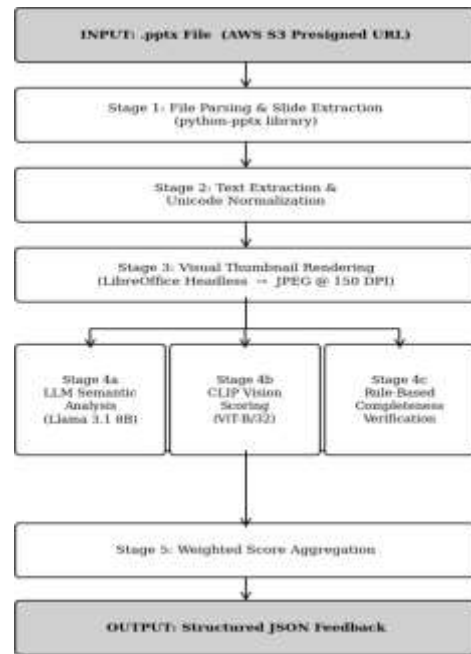 INPUT: .pptx File (AWS S3 Presigned URL)
Stage 1: File Parsing & Slide Extraction
(python-pptx library)
Stage 2: Text Extraction &
Unicode Normalization
Stage 3: Visual Thumbnail Rendering
(LibreOffice Headless → JPEG @ 150 DPI)
Stage 4a
LLM Semantic
Analysis
(Llama 3.1 8B)
Stage 4b
CLIP Vision
Scoring
(ViT-B/32)
Stage 4c
Rule-Based
Completeness
Verification
Stage 5: Weighted Score Aggregation
OUTPUT: Structured JSON Feedback